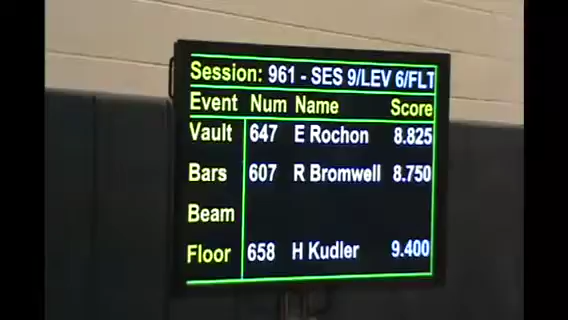 Session: 961 - SES 9/LEV 6/FLT
Event Num Name Score
Vault 647 E Rochon 8.825
Bars 607 R Bromwell 8.750
Beam
Floor 658 H Kudler 9.400